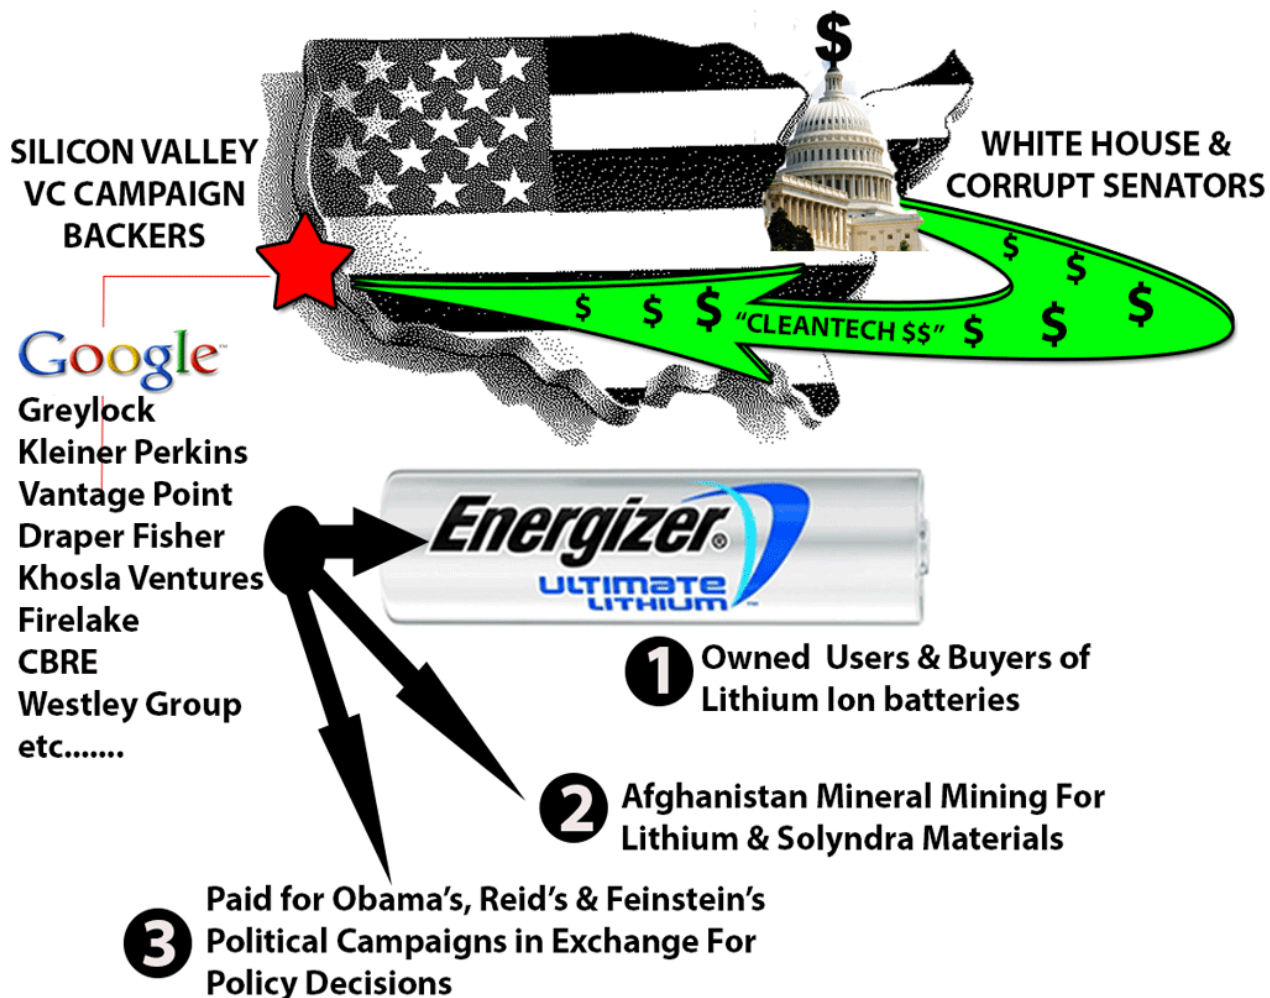 $
SILICON VALLEY
VC CAMPAIGN
BACKERS
WHITE HOUSE &
CORRUPT SENATORS
$ $ $ "CLEANTECH $$" $ $ $ $ $
Google™
Greylock
Kleiner Perkins
Vantage Point
Draper Fisher
Khosla Ventures
Firelake
CBRE
Westley Group
etc.......
Energizer®
ULTIMATE
LITHIUM™
1 Owned Users & Buyers of
Lithium Ion batteries
2 Afghanistan Mineral Mining For
Lithium & Solyndra Materials
3 Paid for Obama's, Reid's & Feinstein's
Political Campaigns in Exchange For
Policy Decisions